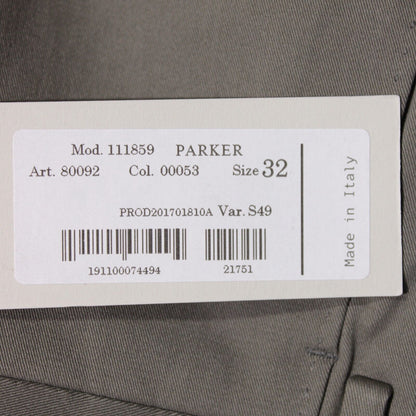 Mod. 111859 PARKER
Art. 80092 Col. 00053 Size 32
PROD201701810A Var. S49
191100074494 21751
Made in Italy